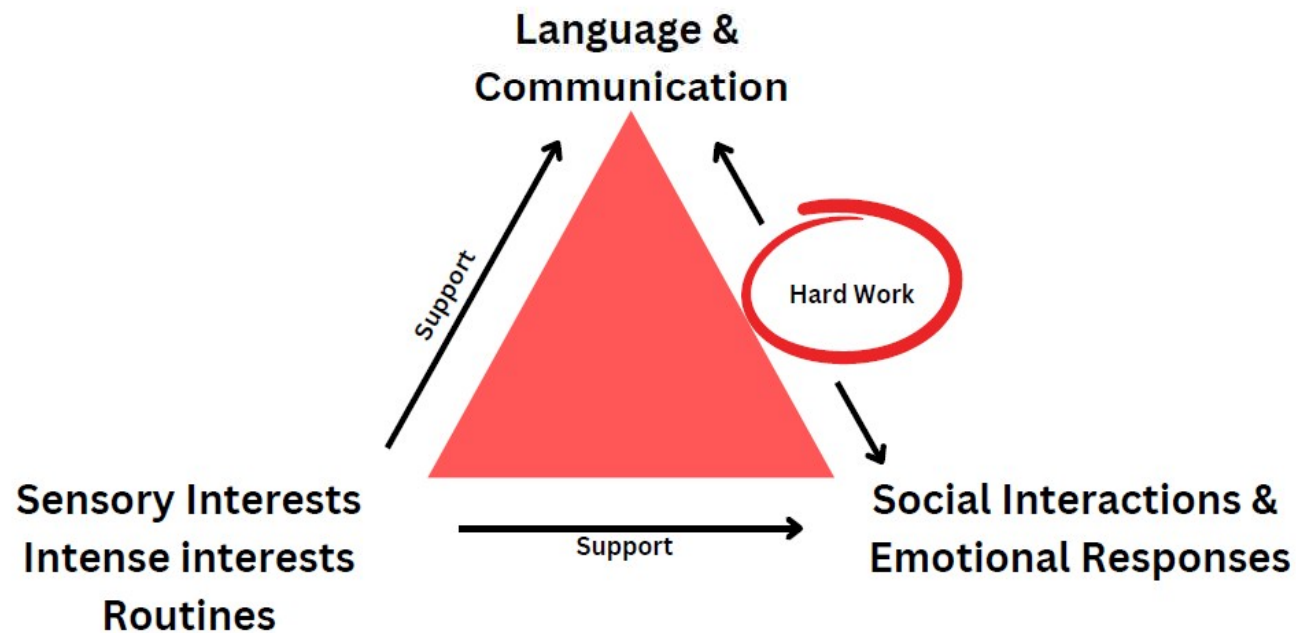 Language &
Communication
Support
Hard Work
Sensory Interests
Intense interests
Routines
Support
Social Interactions &
Emotional Responses